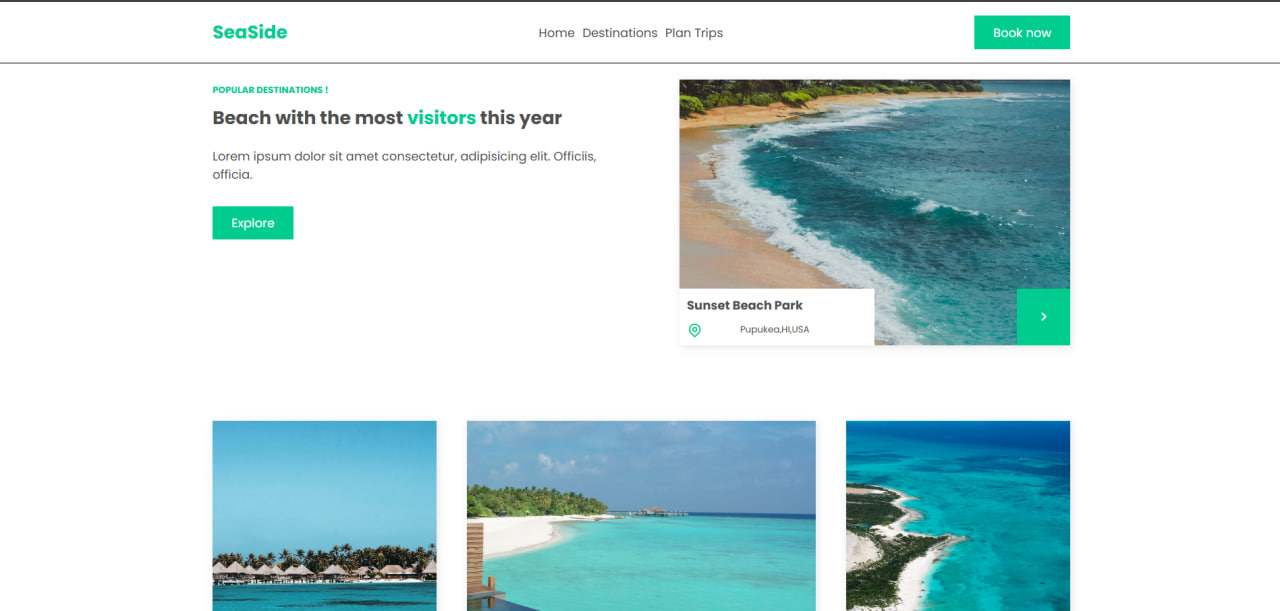 SeaSide
Home Destinations Plan Trips
Book now
POPULAR DESTINATIONS !
Beach with the most visitors this year
Lorem ipsum dolor sit amet consectetur, adipisicing elit. Officiis,
officia.
Explore
Sunset Beach Park
Pupukea,HI,USA